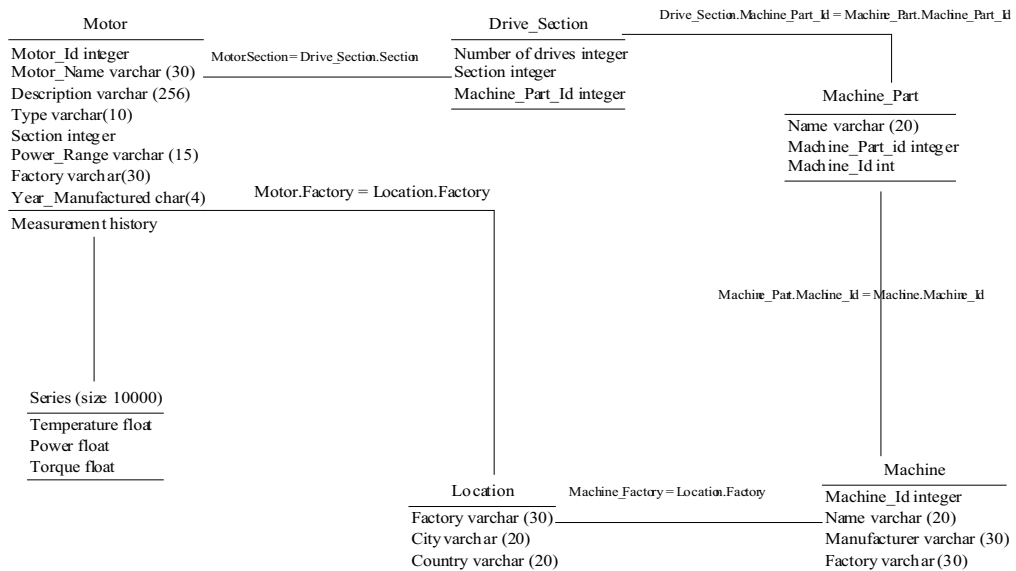 Motor
Motor_Id integer
Motor_Name varchar (30)
Description varchar (256)
Type varchar(10)
Section integer
Power_Range varchar (15)
Factory varchar(30)
Year_Manufactured char(4)
Measurement history
Motor.Section = Drive_Section.Section
Drive_Section
Number of drives integer
Section integer
Machine_Part_Id integer
Drive_Section.Machine_Part_Id = Machine_Part.Machine_Part_Id
Machine_Part
Name varchar (20)
Machine_Part_id integer
Machine_Id int
Motor.Factory = Location.Factory
Machine_Part.Machine_Id = Machine.Machine_Id
Series (size 10000)
Temperature float
Power float
Torque float
Location
Factory varchar (30)
City varchar (20)
Country varchar (20)
Machine_Factory = Location.Factory
Machine
Machine_Id integer
Name varchar (20)
Manufacturer varchar (30)
Factory varchar (30)